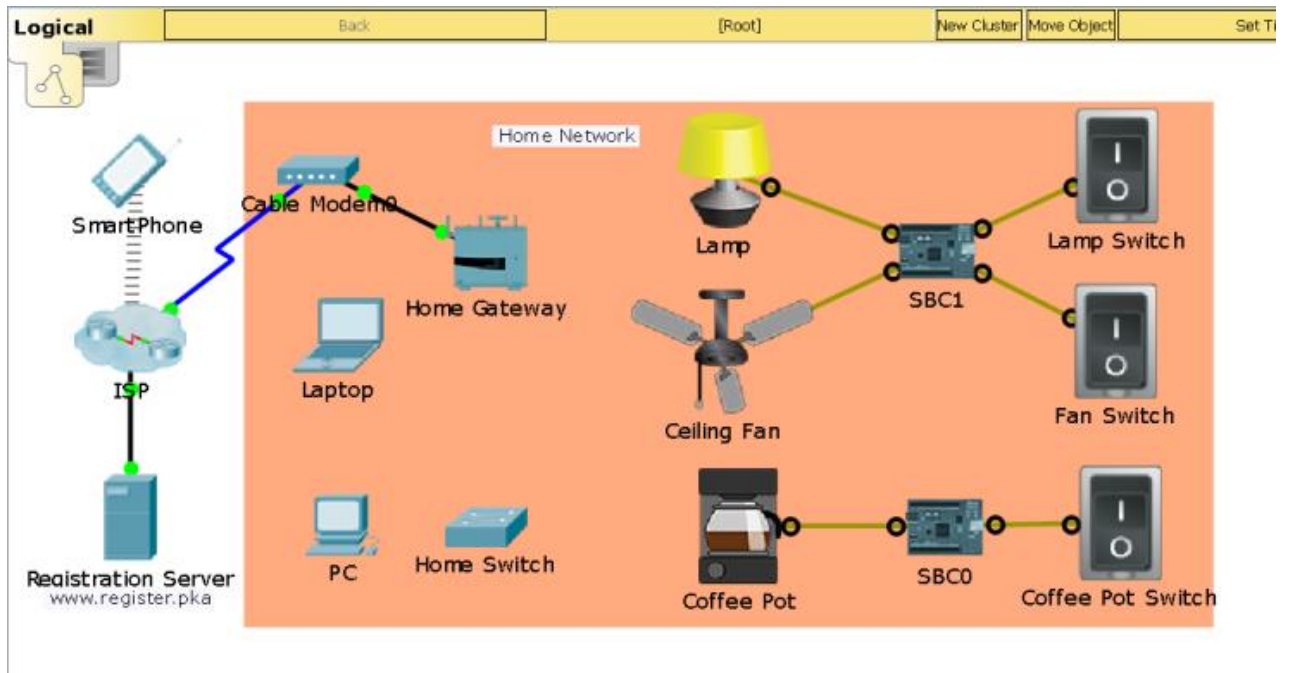 Logical
Back
[Root]
New Cluster
Move Object
Set Ti
Home Network
SmartPhone
Cable Modem0
Home Gateway
Lamp
SBC1
Lamp Switch
ISP
Laptop
Ceiling Fan
Fan Switch
Registration Server
www.register.pka
PC
Home Switch
Coffee Pot
SBC0
Coffee Pot Switch